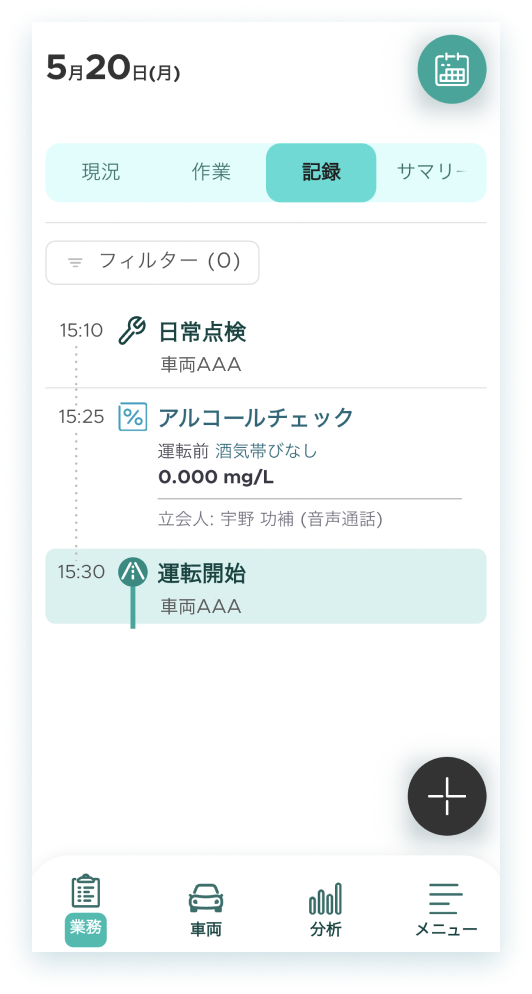 5月20日(月)
現況 作業 記録 サマリー
フィルター (0)
15:10 日常点検
車両AAA
15:25 アルコールチェック
運転前 酒気帯びなし
0.000 mg/L
立会人: 宇野 功補 (音声通話)
15:30 運転開始
車両AAA
業務 車両 分析 メニュー